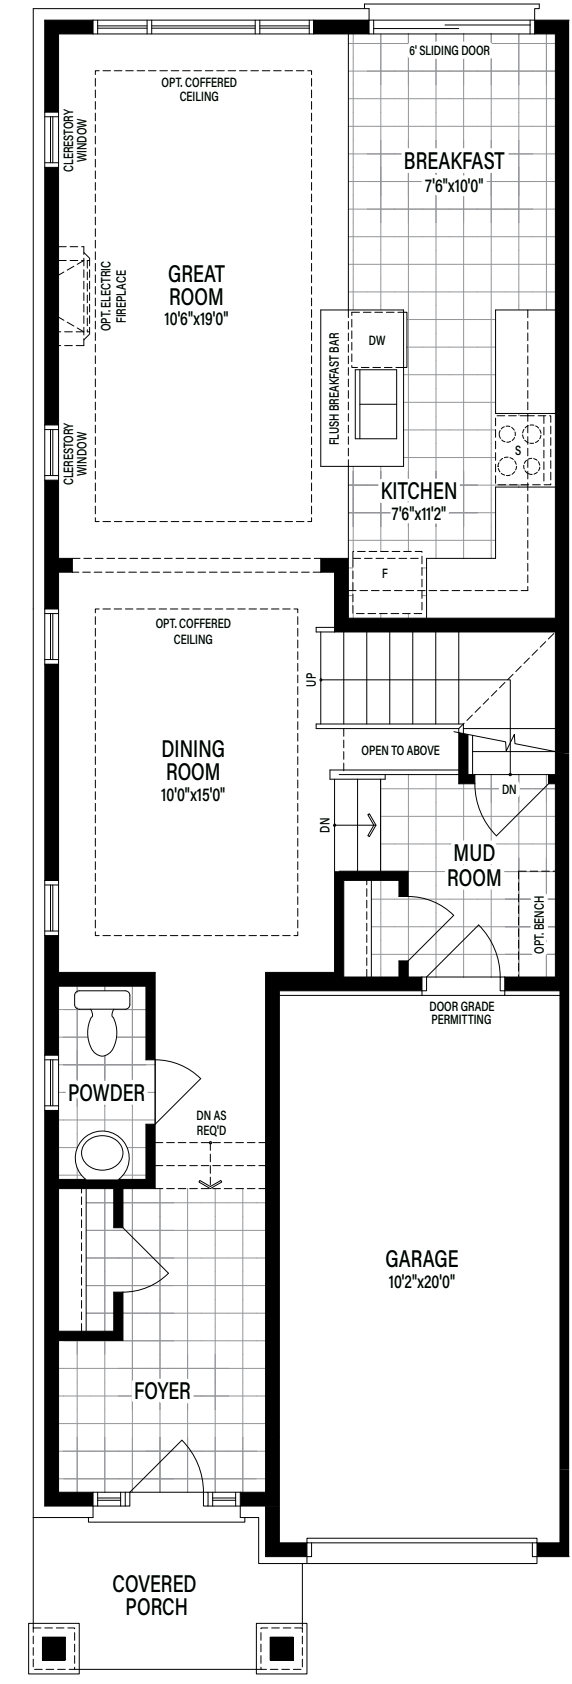 6' SLIDING DOOR
OPT. COFFERED
CEILING
CLERESTORY
WINDOW
BREAKFAST
7'6"x10'0"
GREAT
ROOM
10'6"x19'0"
OPT. ELECTRIC
FIREPLACE
DW
FLUSH BREAKFAST BAR
CLERESTORY
WINDOW
S
KITCHEN
7'6"x11'2"
F
OPT. COFFERED
CEILING
UP
DINING
ROOM
10'0"x15'0"
OPEN TO ABOVE
DN
DN
MUD
ROOM
OPT. BENCH
DOOR GRADE
PERMITTING
POWDER
DN AS
REQ'D
GARAGE
10'2"x20'0"
FOYER
COVERED
PORCH